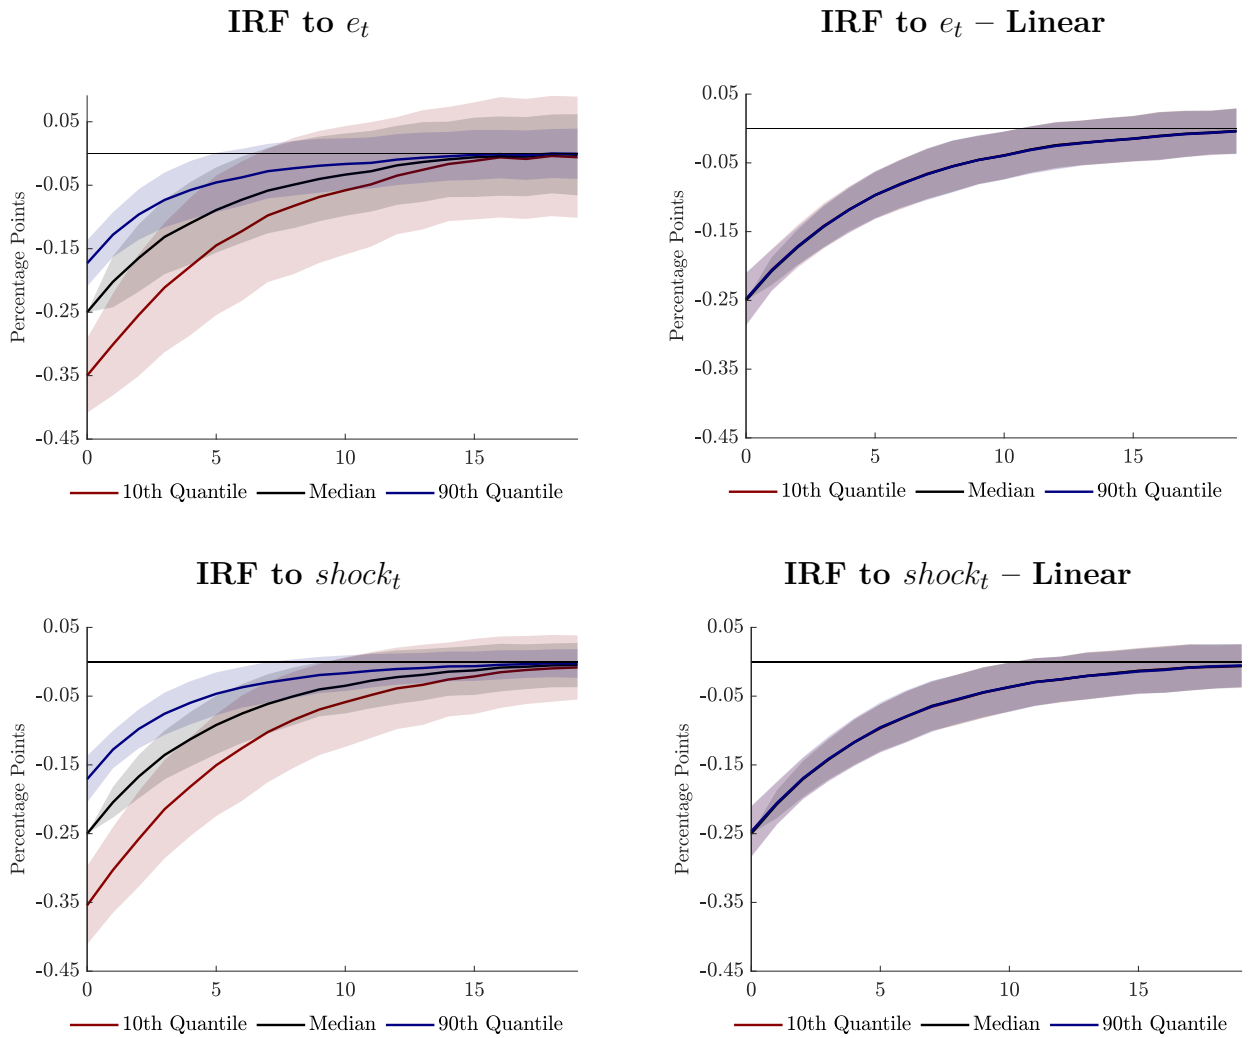 IRF to e_t
0.05
-0.05
-0.15
-0.25
-0.35
-0.45
Percentage Points
0 5 10 15
10th Quantile Median 90th Quantile
IRF to e_t – Linear
0.05
-0.05
-0.15
-0.25
-0.35
-0.45
Percentage Points
0 5 10 15
10th Quantile Median 90th Quantile
IRF to shock_t
0.05
-0.05
-0.15
-0.25
-0.35
-0.45
Percentage Points
0 5 10 15
10th Quantile Median 90th Quantile
IRF to shock_t – Linear
0.05
-0.05
-0.15
-0.25
-0.35
-0.45
Percentage Points
0 5 10 15
10th Quantile Median 90th Quantile